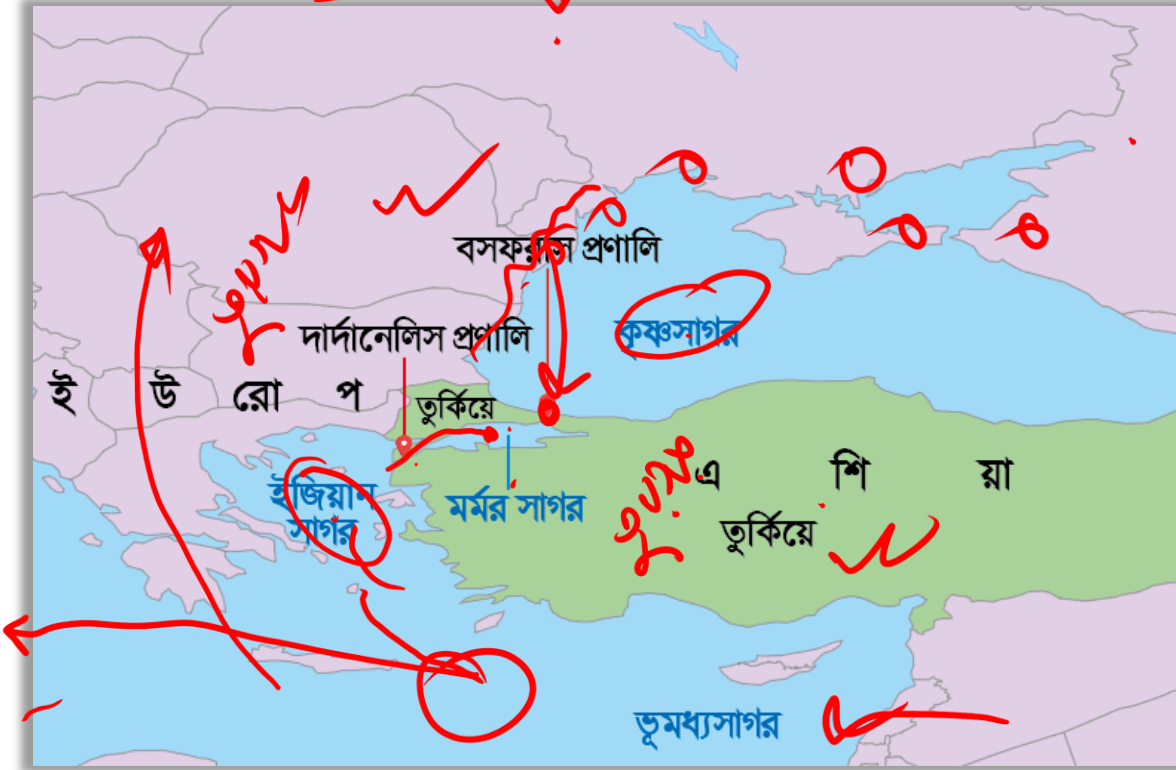 বসফরাস প্রণালি
কৃষ্ণসাগর
দার্দানেলিস প্রণালি
ই উ রো প
তুর্কিয়ে
এ শি য়া
ইজিয়ান
সাগর
মর্মর সাগর
তুর্কিয়ে
ভূমধ্যসাগর